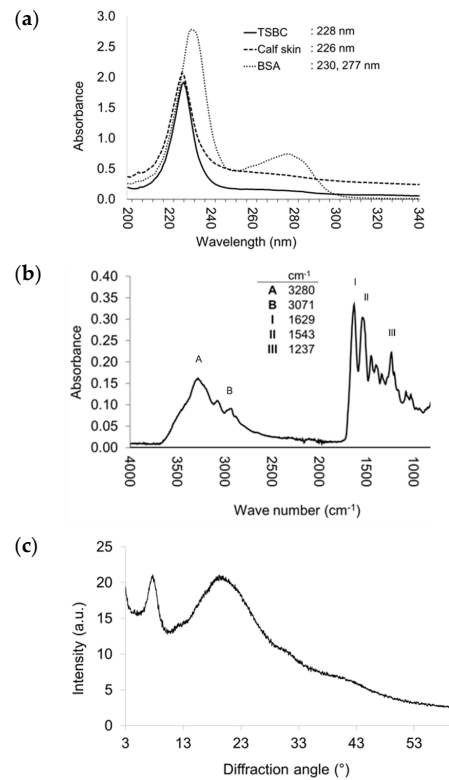 (a)
TSBC : 228 nm
Calf skin : 226 nm
BSA : 230, 277 nm
3.0
2.5
2.0
1.5
1.0
0.5
0.0
Absorbance
200
220
240
260
280
300
320
340
Wavelength (nm)
(b)
cm-1
A 3280
B 3071
I 1629
II 1543
III 1237
0.40
0.35
0.30
0.25
0.20
0.15
0.10
0.05
0.00
Absorbance
A
B
I
II
III
4000
3500
3000
2500
2000
1500
1000
Wave number (cm-1)
(c)
25
20
15
10
5
0
Intensity (a.u.)
3
13
23
33
43
53
Diffraction angle (°)